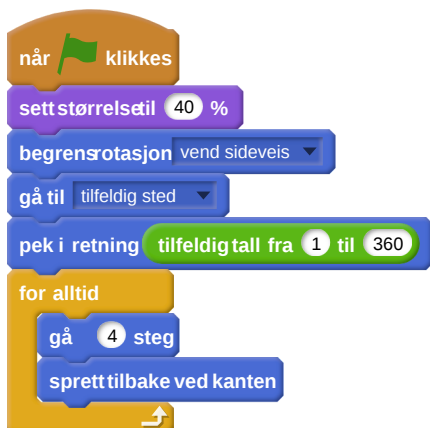 når klikkes
sett størrelse til 40 %
begrens rotasjon vend sideveis
gå til tilfeldig sted
pek i retning tilfeldig tall fra 1 til 360
for alltid
gå 4 steg
sprett tilbake ved kanten